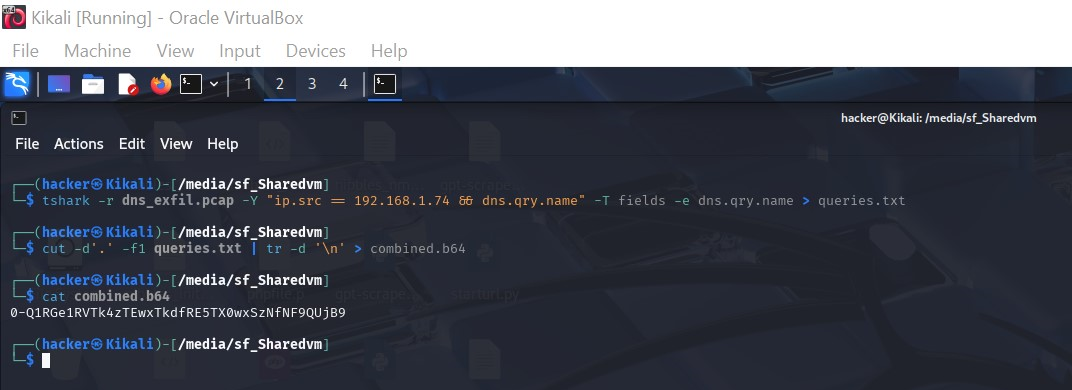 Kikali [Running] - Oracle VirtualBox
File Machine View Input Devices Help
1 2 3 4
hacker@Kikali: /media/sf_Sharedvm
File Actions Edit View Help
┌──(hacker㉿Kikali)-[/media/sf_Sharedvm]
└─$ tshark -r dns_exfil.pcap -Y "ip.src == 192.168.1.74 && dns.qry.name" -T fields -e dns.qry.name > queries.txt
┌──(hacker㉿Kikali)-[/media/sf_Sharedvm]
└─$ cut -d'.' -f1 queries.txt | tr -d '\n' > combined.b64
┌──(hacker㉿Kikali)-[/media/sf_Sharedvm]
└─$ cat combined.b64
0-Q1RGe1RVTk4zTEwxTkdfRE5TX0wxSzNfNF9QUjB9
┌──(hacker㉿Kikali)-[/media/sf_Sharedvm]
└─$